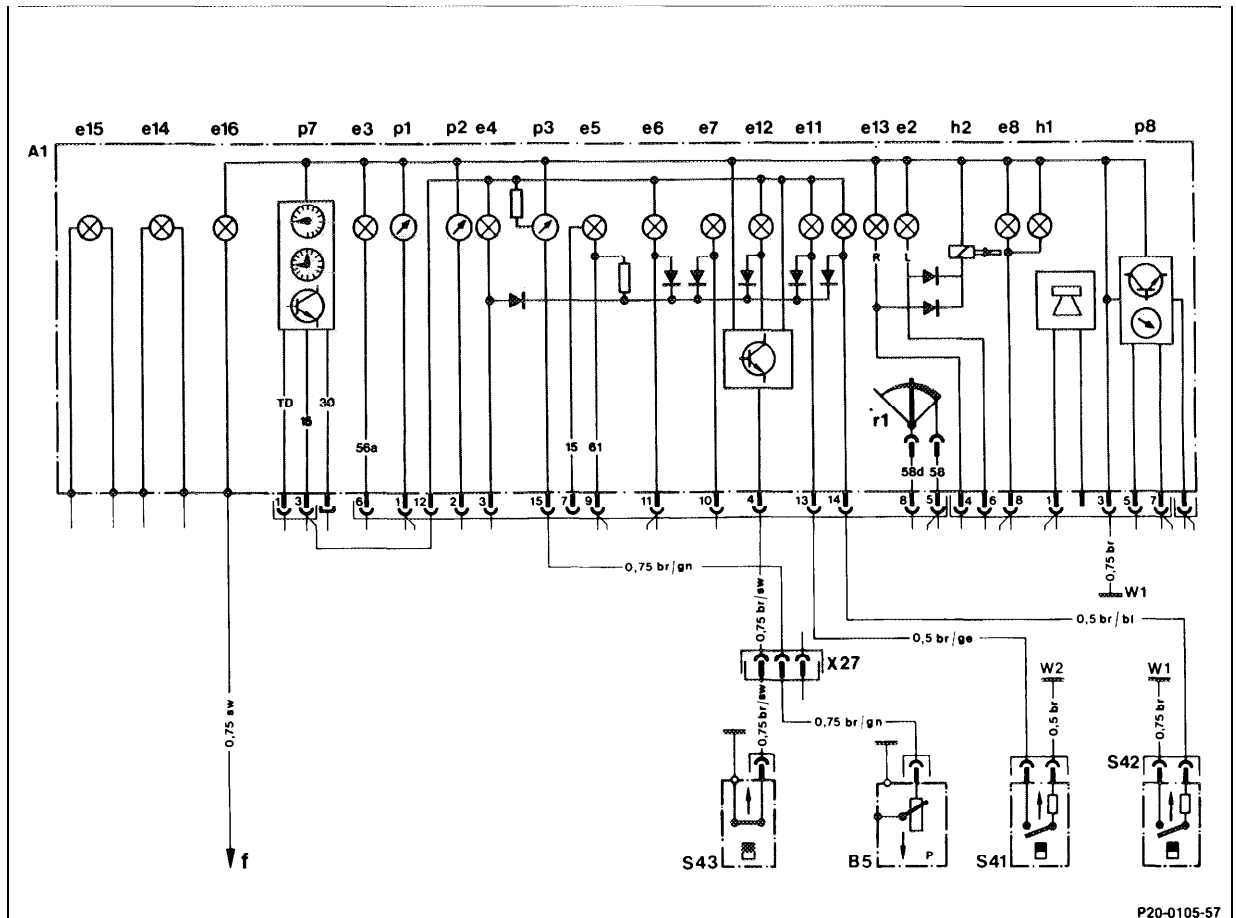 e15 e14 e16 p7 e3 p1 p2 e4 p3 e5 e6 e7 e12 e11 e13 e2 h2 e8 h1 p8
A1
R L
TD 30
15
r1
56a 15 61
58d 58
1 3 6 1 12 2 3 15 7 9 11 10 4 13 14 8 5 4 6 8 1 3 5 7
0,75 br/gn
0,75 br
W1
0,75 br/sw
0,5 br/bl
0,5 br/ge
X27
W2 W1
0,75 sw
0,75 br/sw
0,75 br/gn
0,5 br
0,75 br
S42
P
f
S43 B5 S41
P20-0105-57